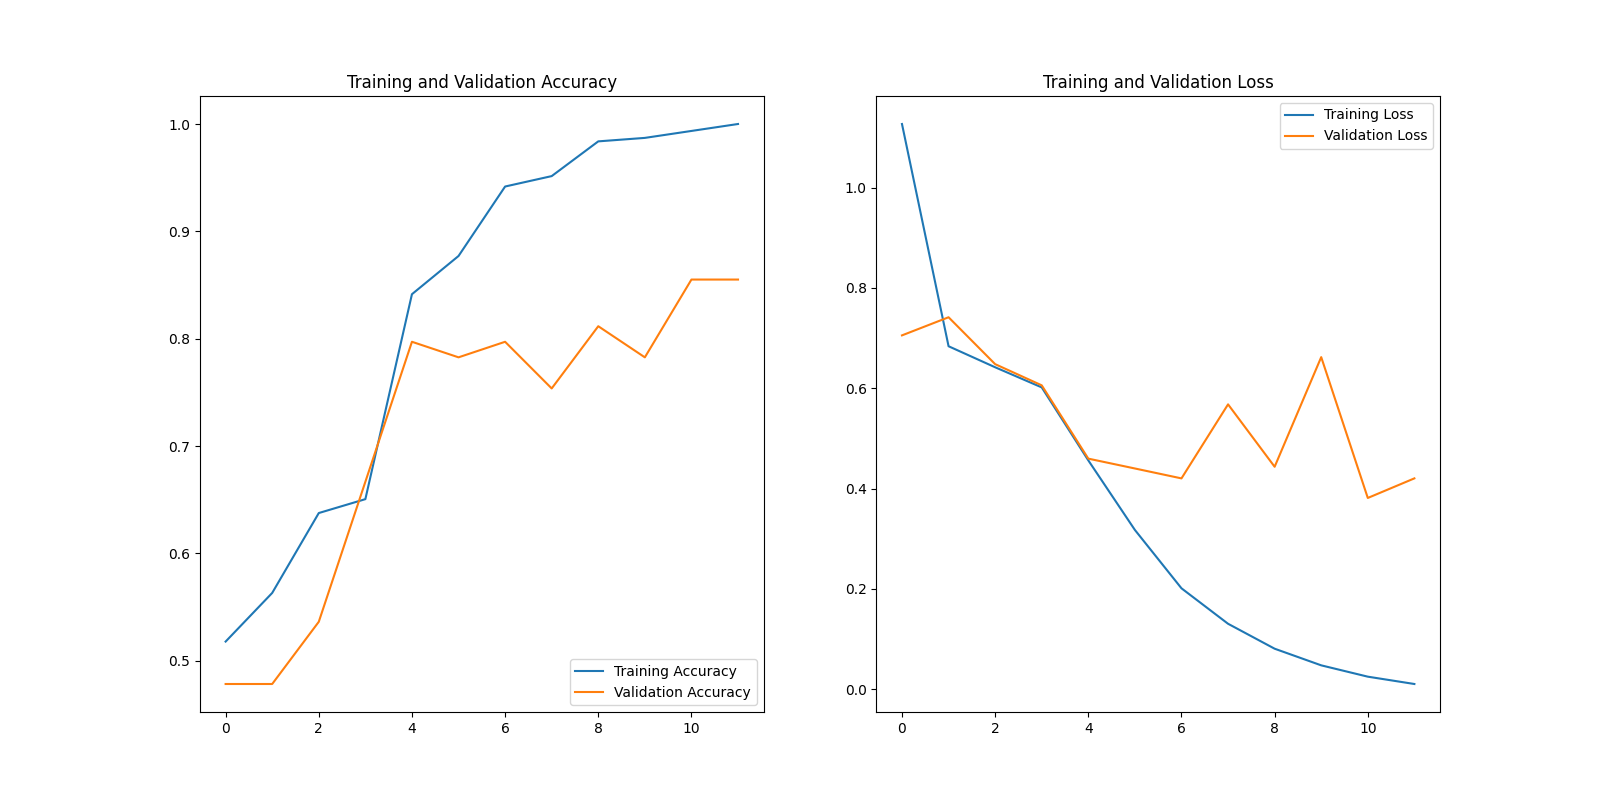 Training and Validation Accuracy
1.0
0.9
0.8
0.7
0.6
0.5
0 2 4 6 8 10
Training Accuracy
Validation Accuracy
Training and Validation Loss
Training Loss
Validation Loss
1.0
0.8
0.6
0.4
0.2
0.0
0 2 4 6 8 10